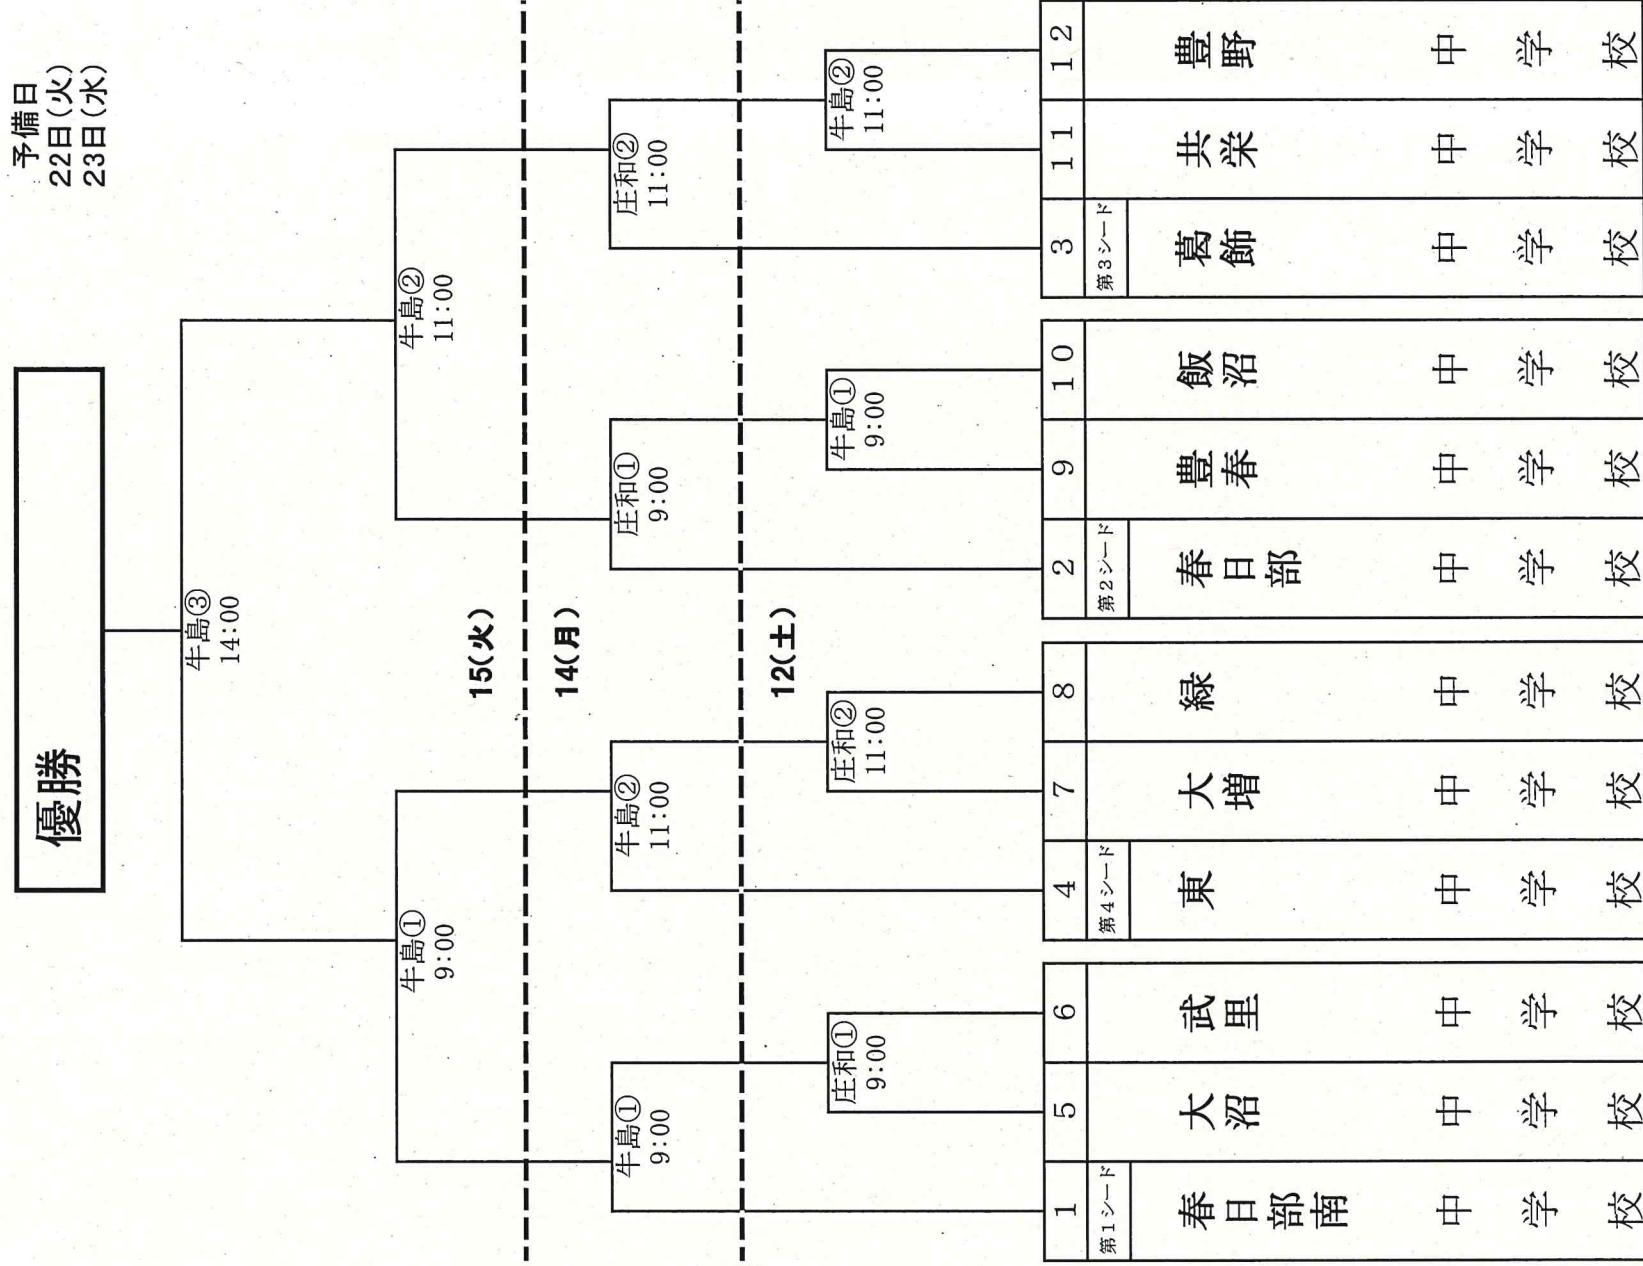 優勝
予備日
22日(火)
23日(水)
牛島③
14:00
牛島①
9:00
牛島②
11:00
15(火)
14(月)
牛島①
9:00
牛島②
11:00
庄和①
9:00
庄和②
11:00
12(土)
庄和①
9:00
庄和②
11:00
牛島①
9:00
牛島②
11:00
1 第1シード 春日部南中学校
5 大沼中学校
6 武里中学校
4 第4シード 東中学校
7 大増中学校
8 緑中学校
2 第2シード 春日部中学校
9 豊春中学校
10 飯沼中学校
3 第3シード 葛飾中学校
11 共栄中学校
12 豊野中学校